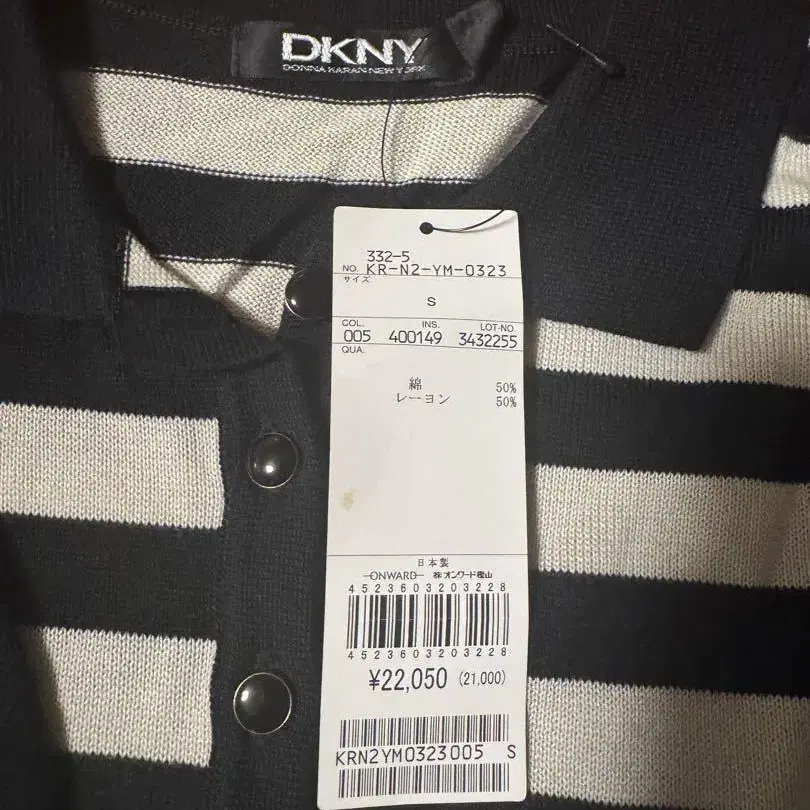 DKNY
DONNA KARAN NEW YORK
332-5
NO. KR-N2-YM-0323
サイズ
S
COL. INS. LOT-NO.
005 400149 3432255
QUA.
綿 50%
レーヨン 50%
日本製
ONWARD ㈱オンワード樫山
4523603203228
4523603203228
¥22,050 (21,000)
KRN2YM0323005 S